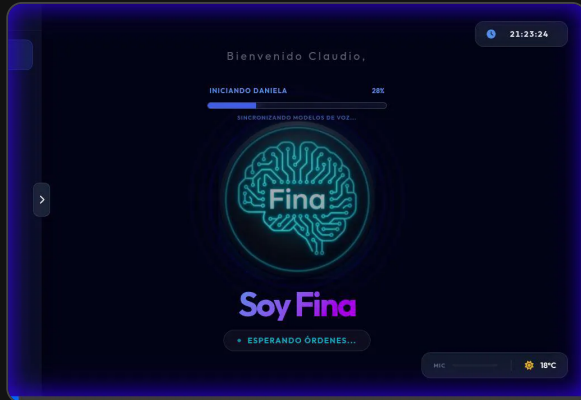 21:23:24
Bienvenido Claudio,
INICIANDO DANIELA 28%
SINCRONIZANDO MODELOS DE VOZ...
Fina
Soy Fina
ESPERANDO ÓRDENES...
MIC 18°C